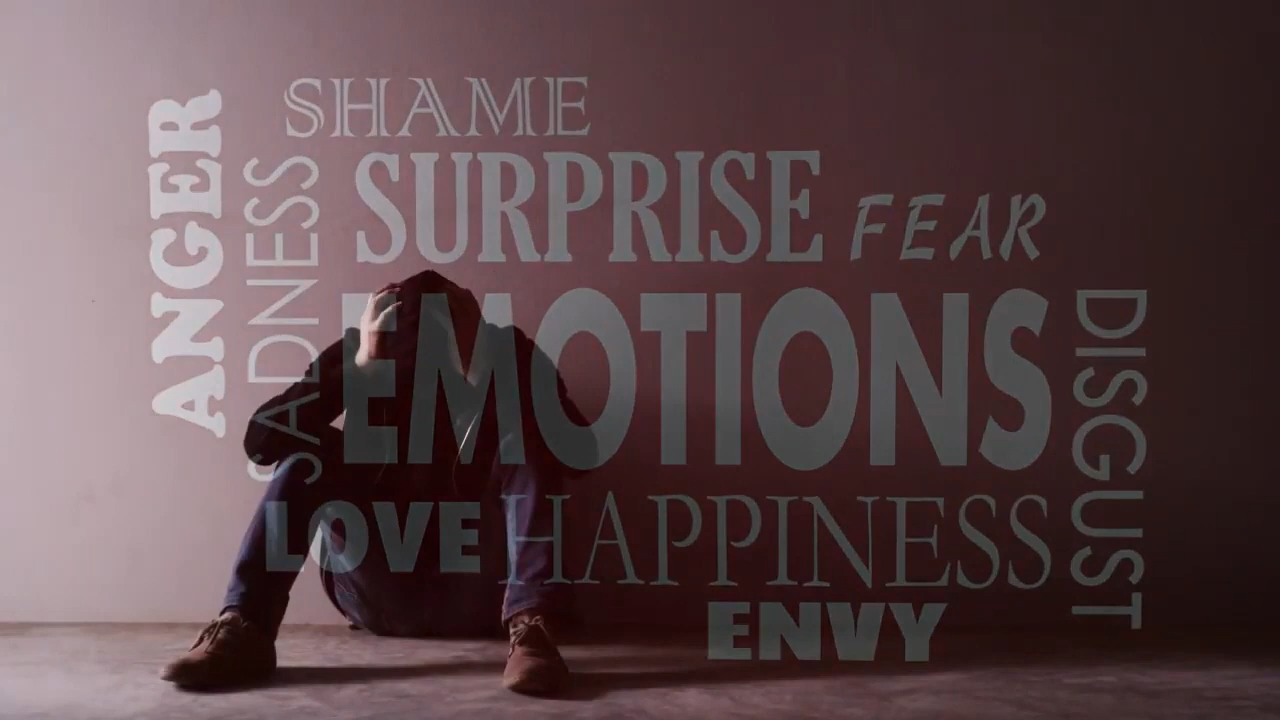 SHAME
ANGER
SADNESS
SURPRISE
FEAR
EMOTIONS
DISGUST
LOVE
HAPPINESS
ENVY